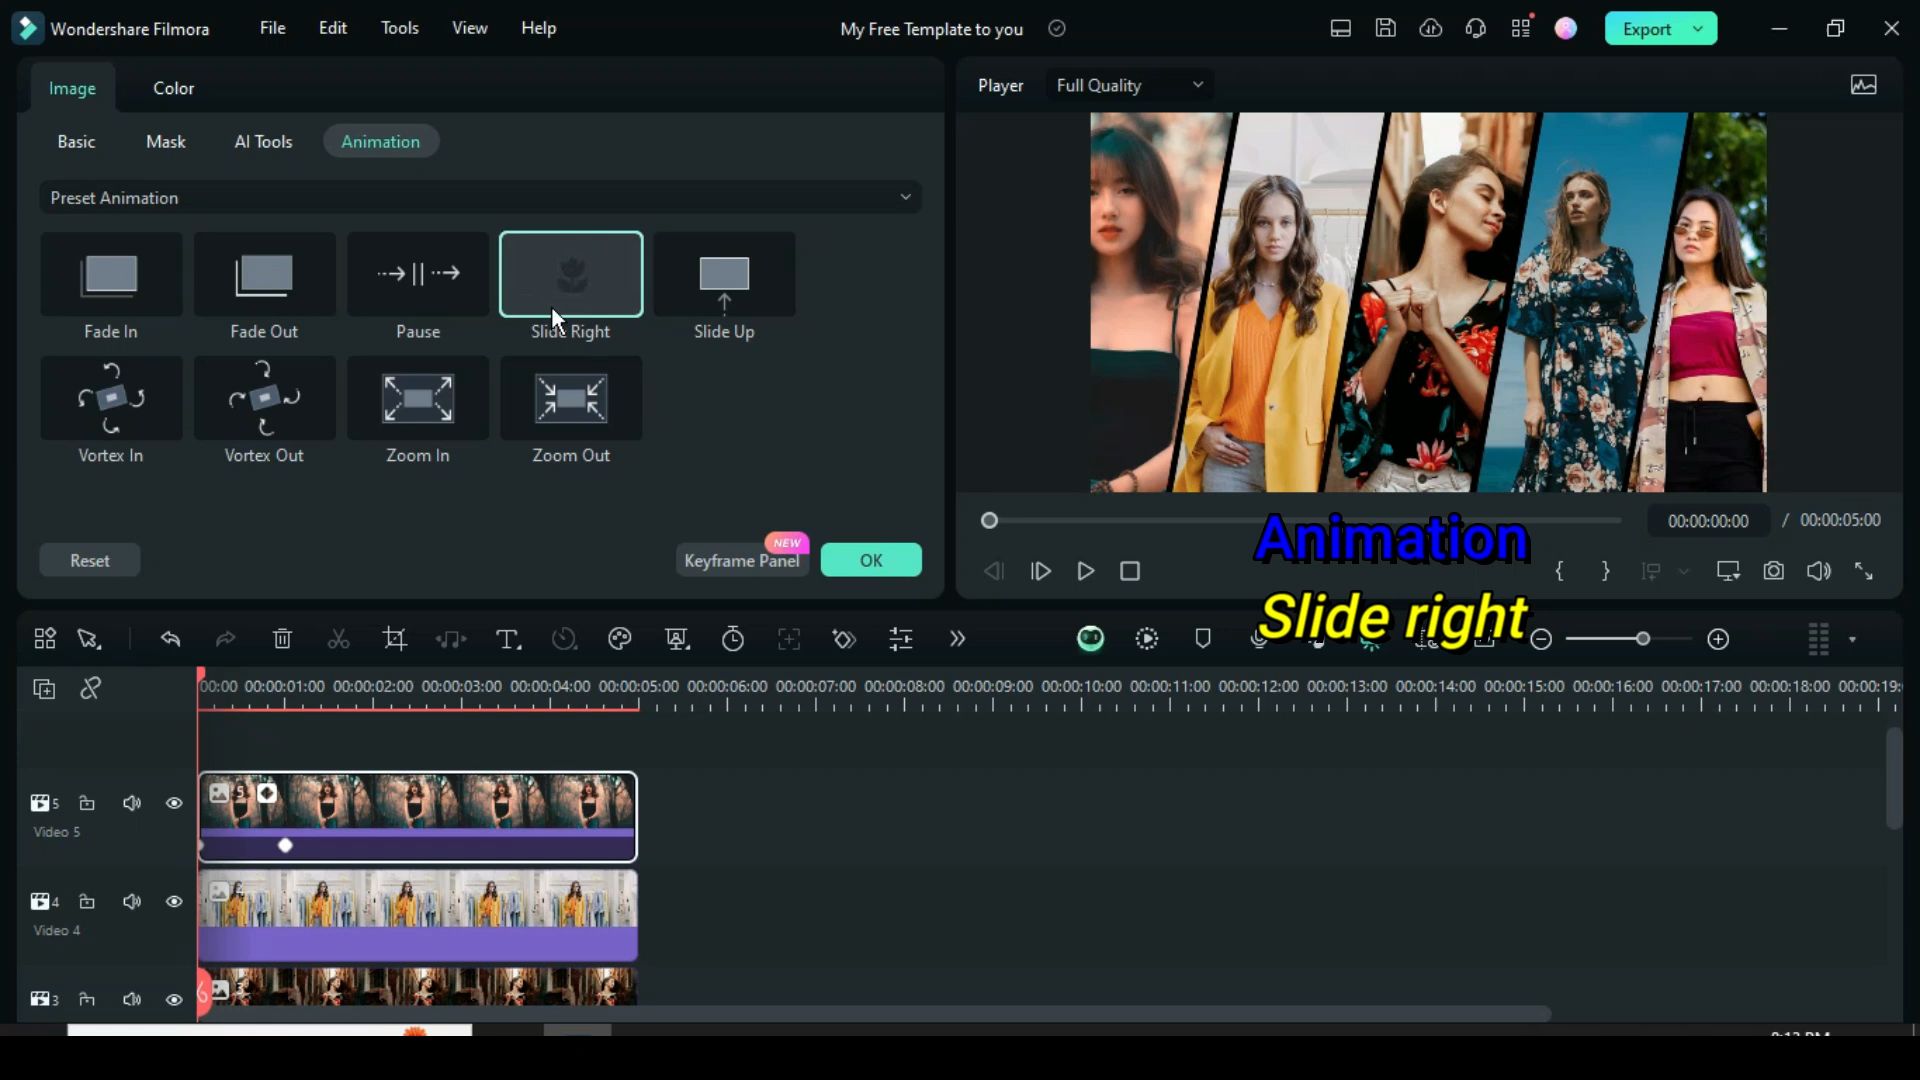 Wondershare Filmora
File
Edit
Tools
View
Help
My Free Template to you
Export
Image
Color
Player
Full Quality
Basic
Mask
AI Tools
Animation
Preset Animation
Fade In
Fade Out
Pause
Slide Right
Slide Up
Vortex In
Vortex Out
Zoom In
Zoom Out
Reset
NEW
Keyframe Panel
OK
00:00:00:00 / 00:00:05:00
Animation
Slide right
00:00 00:00:01:00 00:00:02:00 00:00:03:00 00:00:04:00 00:00:05:00 00:00:06:00 00:00:07:00 00:00:08:00 00:00:09:00 00:00:10:00 00:00:11:00 00:00:12:00 00:00:13:00 00:00:14:00 00:00:15:00 00:00:16:00 00:00:17:00 00:00:18:00 00:00:19:
5
5
Video 5
4
4
Video 4
3
3